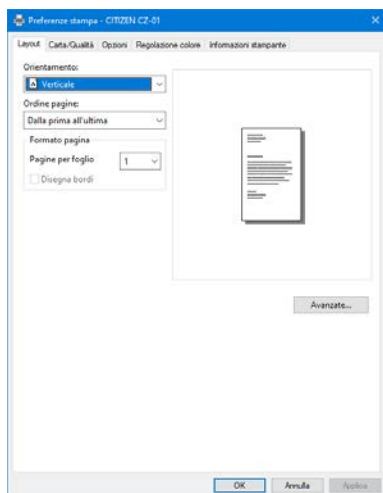 Preferenze stampa - CITIZEN CZ-01
Layout Carta/Qualità Opzioni Regolazione colore Informazioni stampante
Orientamento:
Verticale
Ordine pagine:
Dalla prima all'ultima
Formato pagina
Pagine per foglio 1
Disegna bordi
Avanzate...
OK Annulla Applica